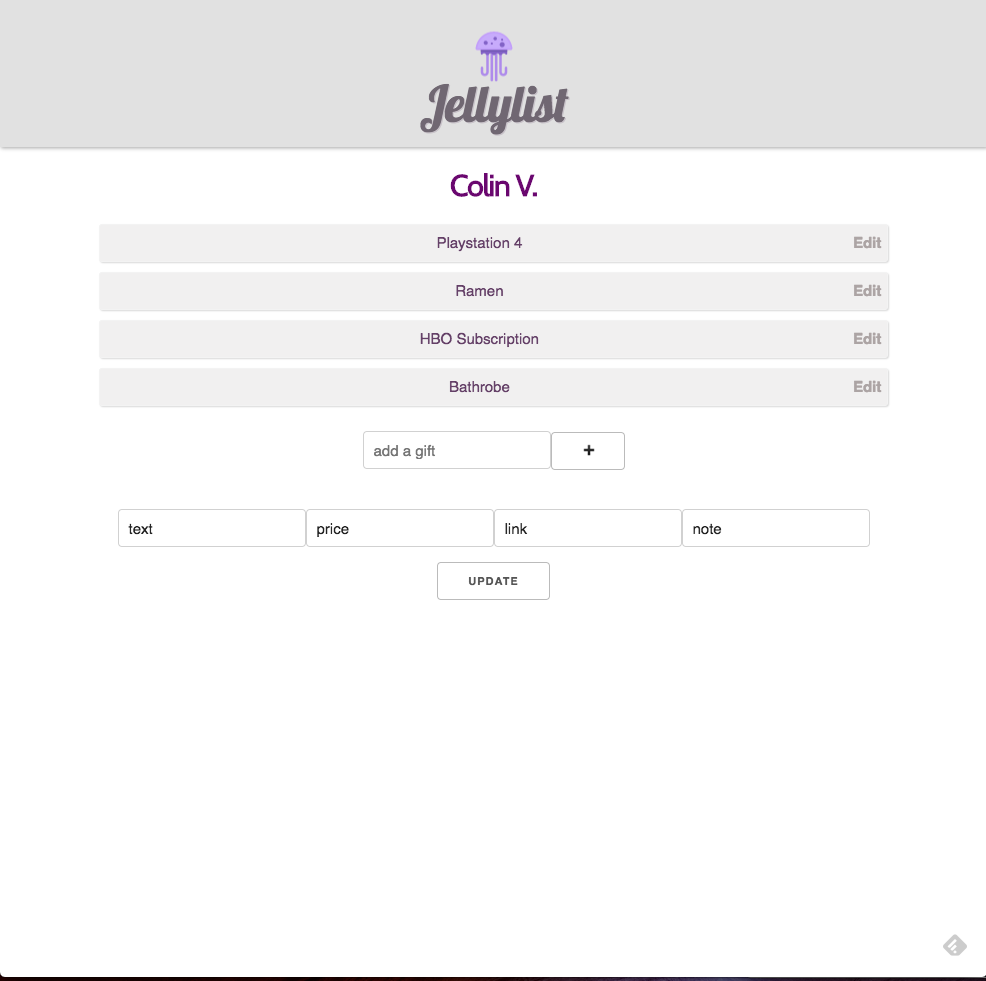 Jellylist
Colin V.
Playstation 4 Edit
Ramen Edit
HBO Subscription Edit
Bathrobe Edit
add a gift +
text price link note
UPDATE